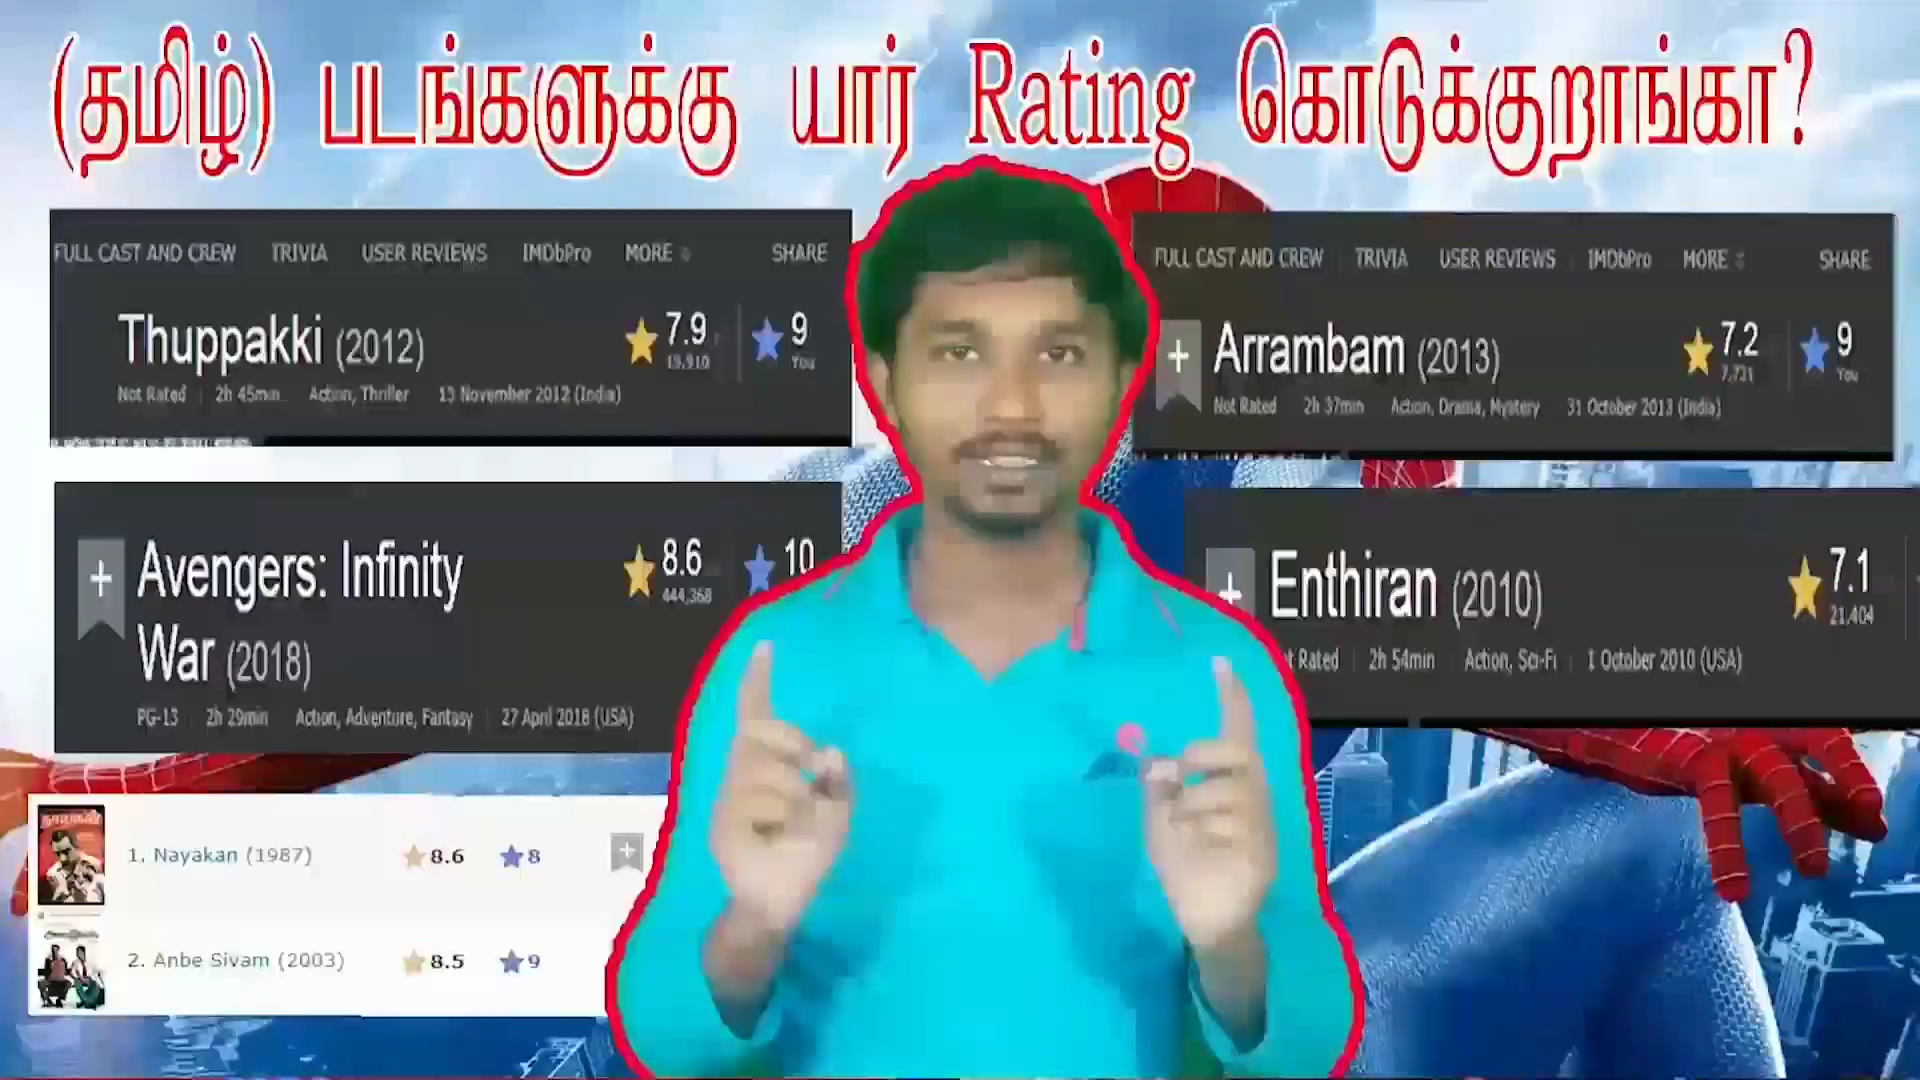 (தமிழ்) படங்களுக்கு யார் Rating கொடுக்குறாங்கா?
FULL CAST AND CREW TRIVIA USER REVIEWS IMDbPro MORE SHARE
Thuppakki (2012) 7.9 9
15,910 You
Not Rated 2h 45min Action, Thriller 13 November 2012 (India)
FULL CAST AND CREW TRIVIA USER REVIEWS IMDbPro MORE SHARE
+ Arrambam (2013) 7.2 9
7,731 You
Not Rated 2h 37min Action, Drama, Mystery 31 October 2013 (India)
+ Avengers: Infinity 8.6 10
444,368
War (2018)
PG-13 2h 29min Action, Adventure, Fantasy 27 April 2018 (USA)
+ Enthiran (2010) 7.1
21,404
Rated 2h 54min Action, Sci-Fi 1 October 2010 (USA)
நாயகன்
1. Nayakan (1987) 8.6 8 +
2. Anbe Sivam (2003) 8.5 9